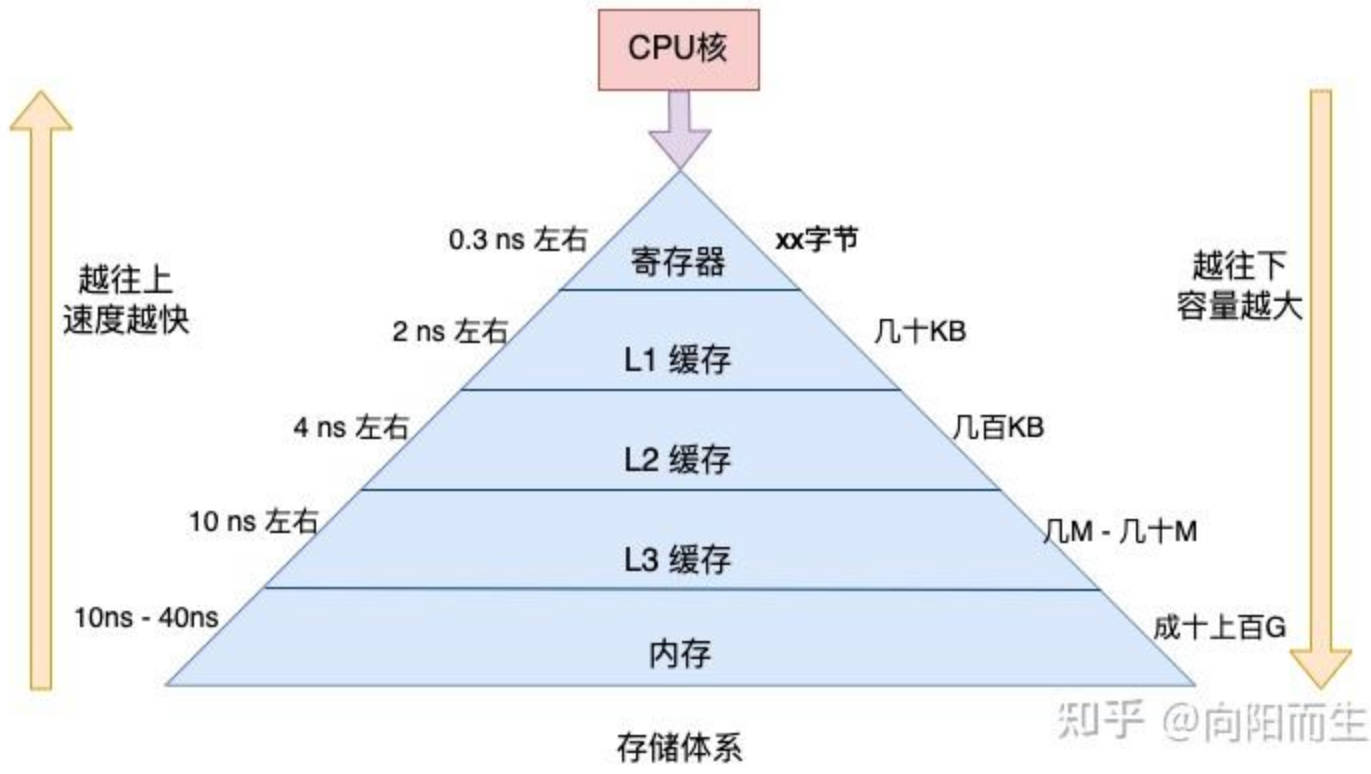 CPU核
0.3 ns 左右
寄存器
xx字节
越往上
速度越快
越往下
容量越大
2 ns 左右
L1 缓存
几十KB
4 ns 左右
L2 缓存
几百KB
10 ns 左右
L3 缓存
几M - 几十M
10ns - 40ns
内存
成十上百G
存储体系
知乎 @向阳而生